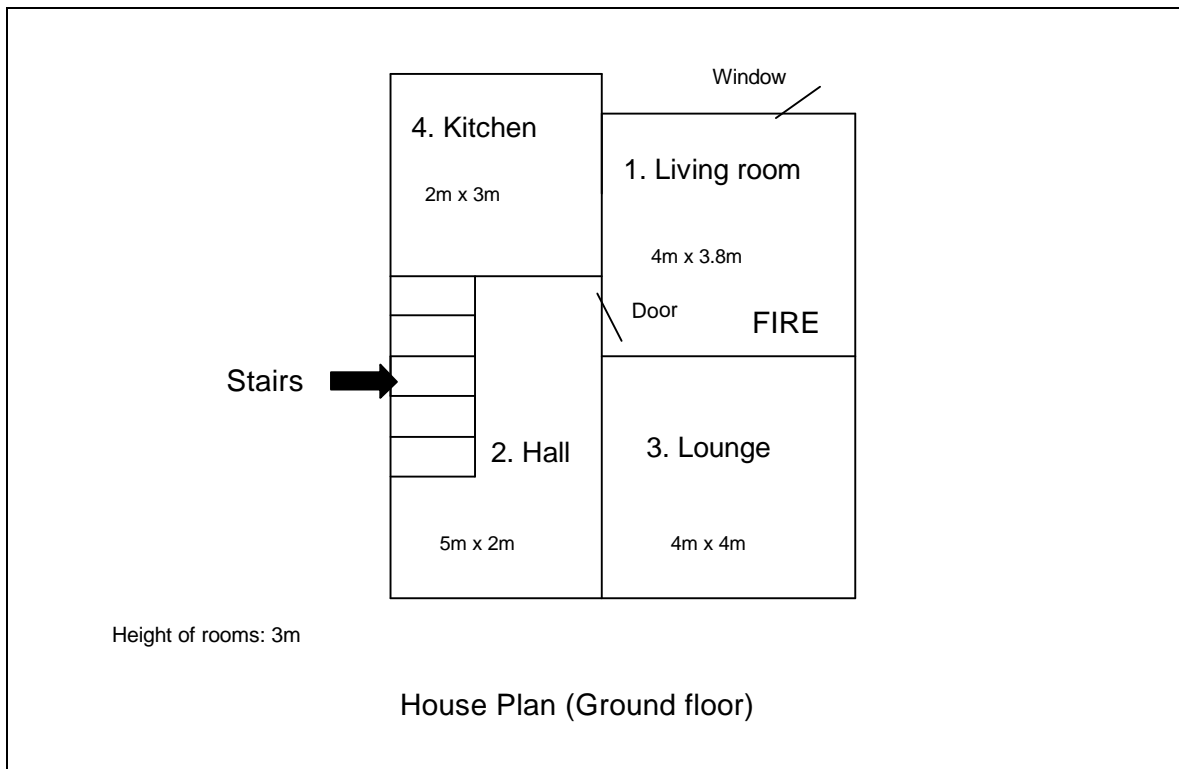 Window
4. Kitchen
1. Living room
2m x 3m
4m x 3.8m
Door
FIRE
Stairs
2. Hall
3. Lounge
5m x 2m
4m x 4m
Height of rooms: 3m
House Plan (Ground floor)